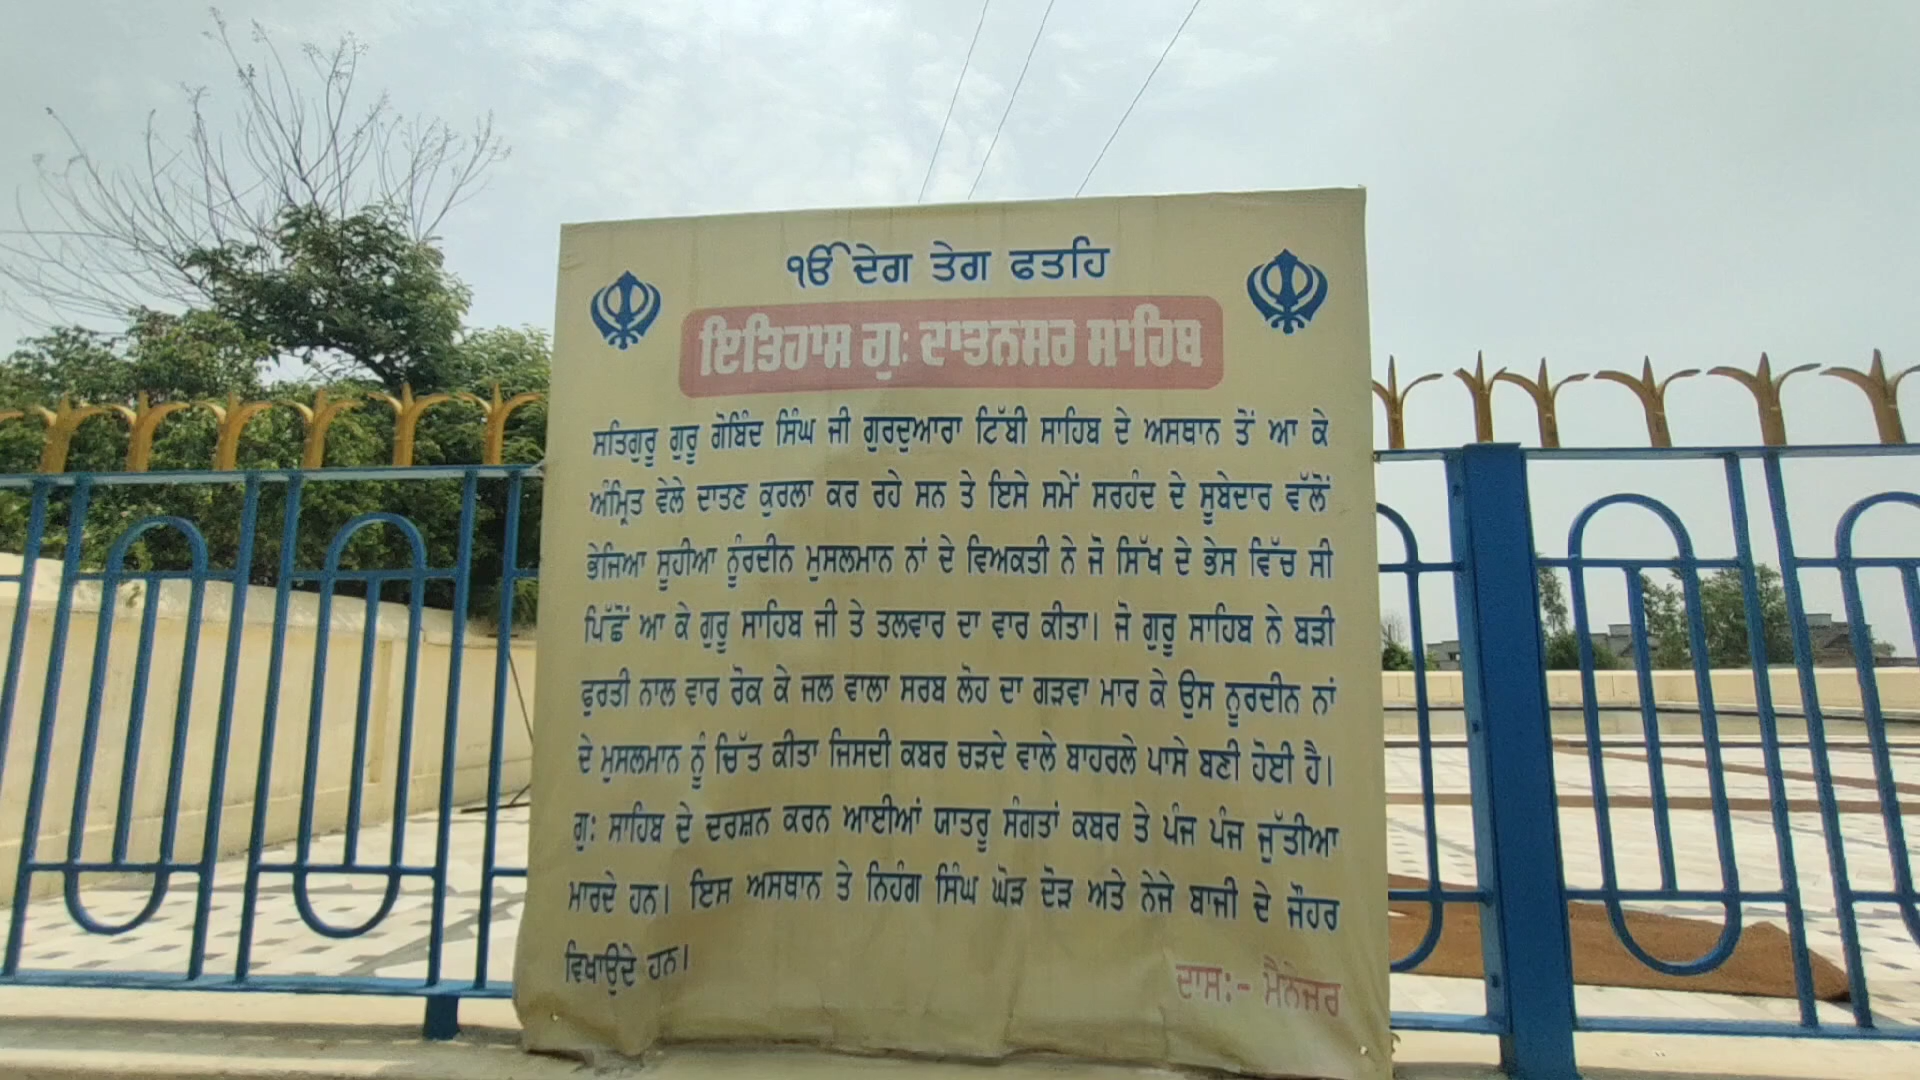 ੴ ਦੇਗ ਤੇਗ ਫਤਹਿ
ਇਤਿਹਾਸ ਗੁ: ਦਾਤਨਸਰ ਸਾਹਿਬ
ਸਤਿਗੁਰੂ ਗੁਰੂ ਗੋਬਿੰਦ ਸਿੰਘ ਜੀ ਗੁਰਦੁਆਰਾ ਟਿੱਬੀ ਸਾਹਿਬ ਦੇ ਅਸਥਾਨ ਤੋਂ ਆ ਕੇ
ਅੰਮ੍ਰਿਤ ਵੇਲੇ ਦਾਤਣ ਕੁਰਲਾ ਕਰ ਰਹੇ ਸਨ ਤੇ ਇਸੇ ਸਮੇਂ ਸਰਹੰਦ ਦੇ ਸੂਬੇਦਾਰ ਵੱਲੋਂ
ਭੇਜਿਆ ਸੂਹੀਆ ਨੂੰਰਦੀਨ ਮੁਸਲਮਾਨ ਨਾਂ ਦੇ ਵਿਅਕਤੀ ਨੇ ਜੋ ਸਿੱਖ ਦੇ ਭੇਸ ਵਿੱਚ ਸੀ
ਪਿੱਛੋਂ ਆ ਕੇ ਗੁਰੂ ਸਾਹਿਬ ਜੀ ਤੇ ਤਲਵਾਰ ਦਾ ਵਾਰ ਕੀਤਾ। ਜੋ ਗੁਰੂ ਸਾਹਿਬ ਨੇ ਬੜੀ
ਫੁਰਤੀ ਨਾਲ ਵਾਰ ਰੋਕ ਕੇ ਜਲ ਵਾਲਾ ਸਰਬ ਲੋਹ ਦਾ ਗੜਵਾ ਮਾਰ ਕੇ ਉਸ ਨੂਰਦੀਨ ਨਾਂ
ਦੇ ਮੁਸਲਮਾਨ ਨੂੰ ਚਿੱਤ ਕੀਤਾ ਜਿਸਦੀ ਕਬਰ ਚੜਦੇ ਵਾਲੇ ਬਾਹਰਲੇ ਪਾਸੇ ਬਣੀ ਹੋਈ ਹੈ।
ਗੁ: ਸਾਹਿਬ ਦੇ ਦਰਸ਼ਨ ਕਰਨ ਆਈਆਂ ਯਾਤਰੂ ਸੰਗਤਾਂ ਕਬਰ ਤੇ ਪੰਜ ਪੰਜ ਜੁੱਤੀਆ
ਮਾਰਦੇ ਹਨ। ਇਸ ਅਸਥਾਨ ਤੇ ਨਿਹੰਗ ਸਿੰਘ ਘੋੜ ਦੋੜ ਅਤੇ ਨੇਜੇ ਬਾਜੀ ਦੇ ਜੌਹਰ
ਵਿਖਾਉਂਦੇ ਹਨ।
ਦਾਸ:- ਮੈਨੇਜਰ